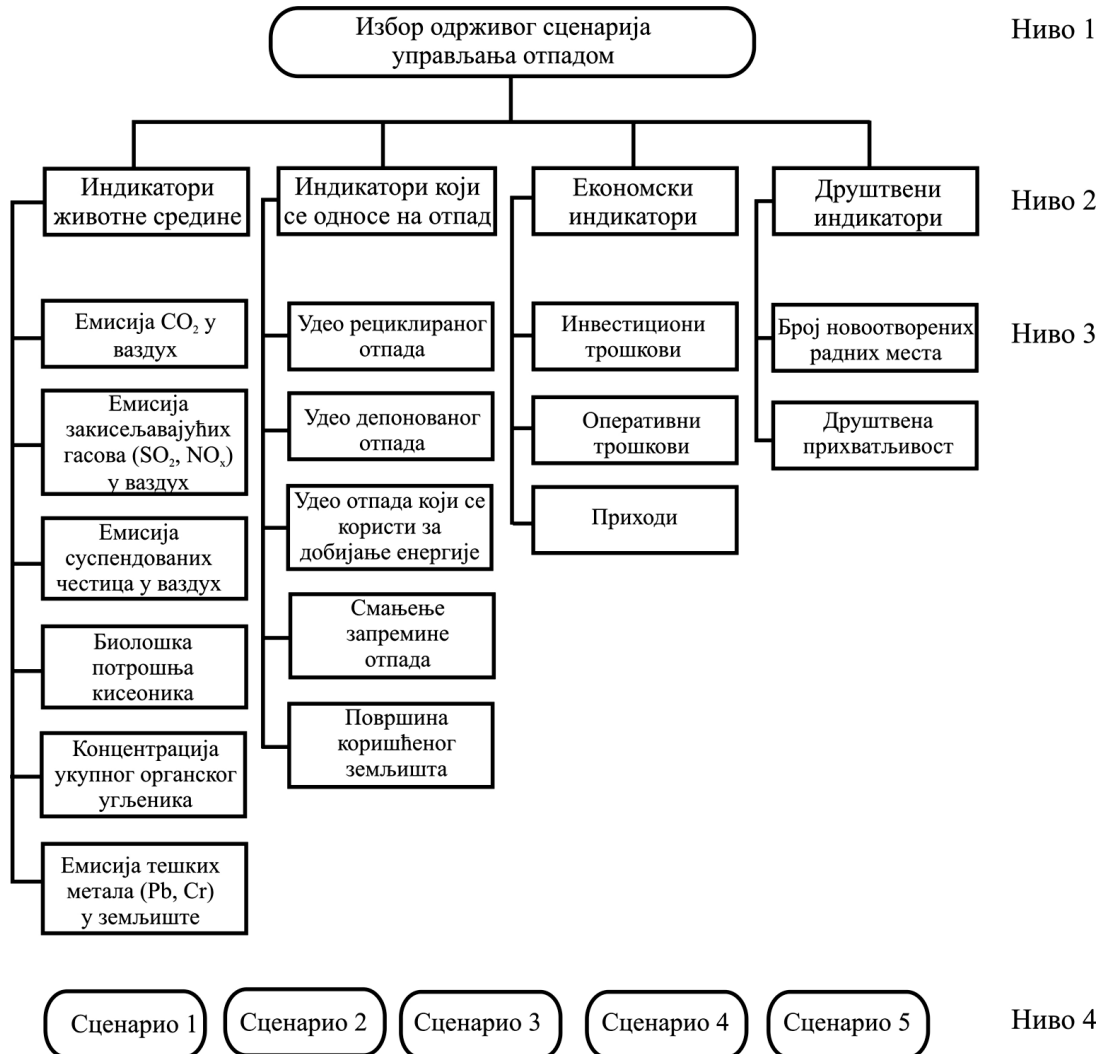 Избор одрживог сценарија
управљања отпадом
Ниво 1
Индикатори
животне средине
Индикатори који
се односе на отпад
Економски
индикатори
Друштвени
индикатори
Ниво 2
Емисија CO₂ у
ваздух
Удео рециклираног
отпада
Инвестициони
трошкови
Број новоотворених
радних места
Ниво 3
Емисија
закисељавајућих
гасова (SO₂, NOₓ)
у ваздух
Удео депонованог
отпада
Оперативни
трошкови
Друштвена
прихватљивост
Емисија
суспендованих
честица у ваздух
Удео отпада који се
користи за
добијање енергије
Приходи
Биолошка
потрошња
кисеоника
Смањење
запремине
отпада
Концентрација
укупног органског
угљеника
Површина
коришћеног
земљишта
Емисија тешких
метала (Pb, Cr)
у земљиште
Сценарио 1
Сценарио 2
Сценарио 3
Сценарио 4
Сценарио 5
Ниво 4